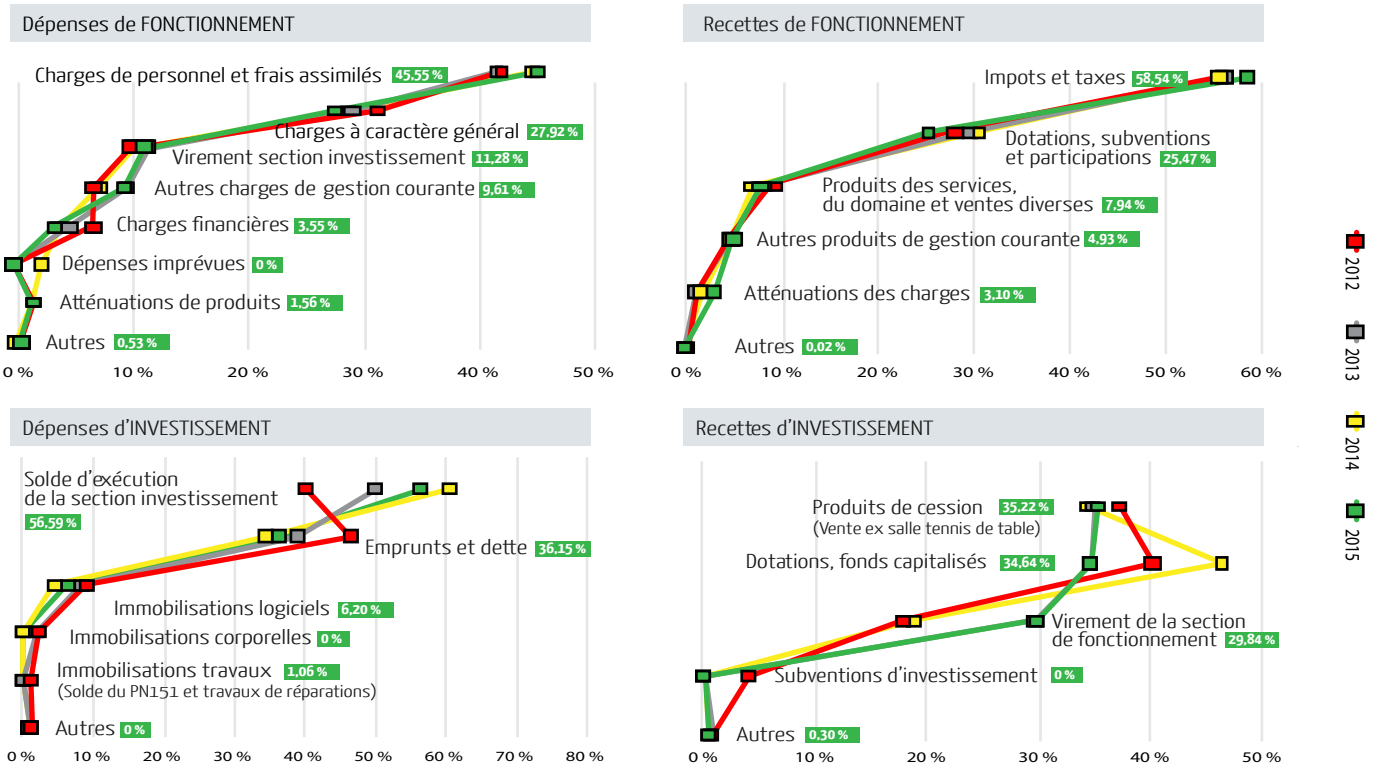 Dépenses de FONCTIONNEMENT
Charges de personnel et frais assimilés 45,55 %
Charges à caractère général 27,92 %
Virement section investissement 11,28 %
Autres charges de gestion courante 9,61 %
Charges financières 3,55 %
Dépenses imprévues 0 %
Atténuations de produits 1,56 %
Autres 0,53 %
0 % 10 % 20 % 30 % 40 % 50 %
Recettes de FONCTIONNEMENT
Impots et taxes 58,54 %
Dotations, subventions
et participations 25,47 %
Produits des services,
du domaine et ventes diverses 7,94 %
Autres produits de gestion courante 4,93 %
Atténuations des charges 3,10 %
Autres 0,02 %
0 % 10 % 20 % 30 % 40 % 50 % 60 %
Dépenses d'INVESTISSEMENT
Solde d'exécution
de la section investissement
56,59 %
Emprunts et dette 36,15 %
Immobilisations logiciels 6,20 %
Immobilisations corporelles 0 %
Immobilisations travaux 1,06 %
(Solde du PN151 et travaux de réparations)
Autres 0 %
0 % 10 % 20 % 30 % 40 % 50 % 60 % 70 % 80 %
Recettes d'INVESTISSEMENT
Produits de cession 35,22 %
(Vente ex salle tennis de table)
Dotations, fonds capitalisés 34,64 %
Virement de la section
de fonctionnement 29,84 %
Subventions d'investissement 0 %
Autres 0,30 %
0 % 10 % 20 % 30 % 40 % 50 %
2012
2013
2014
2015